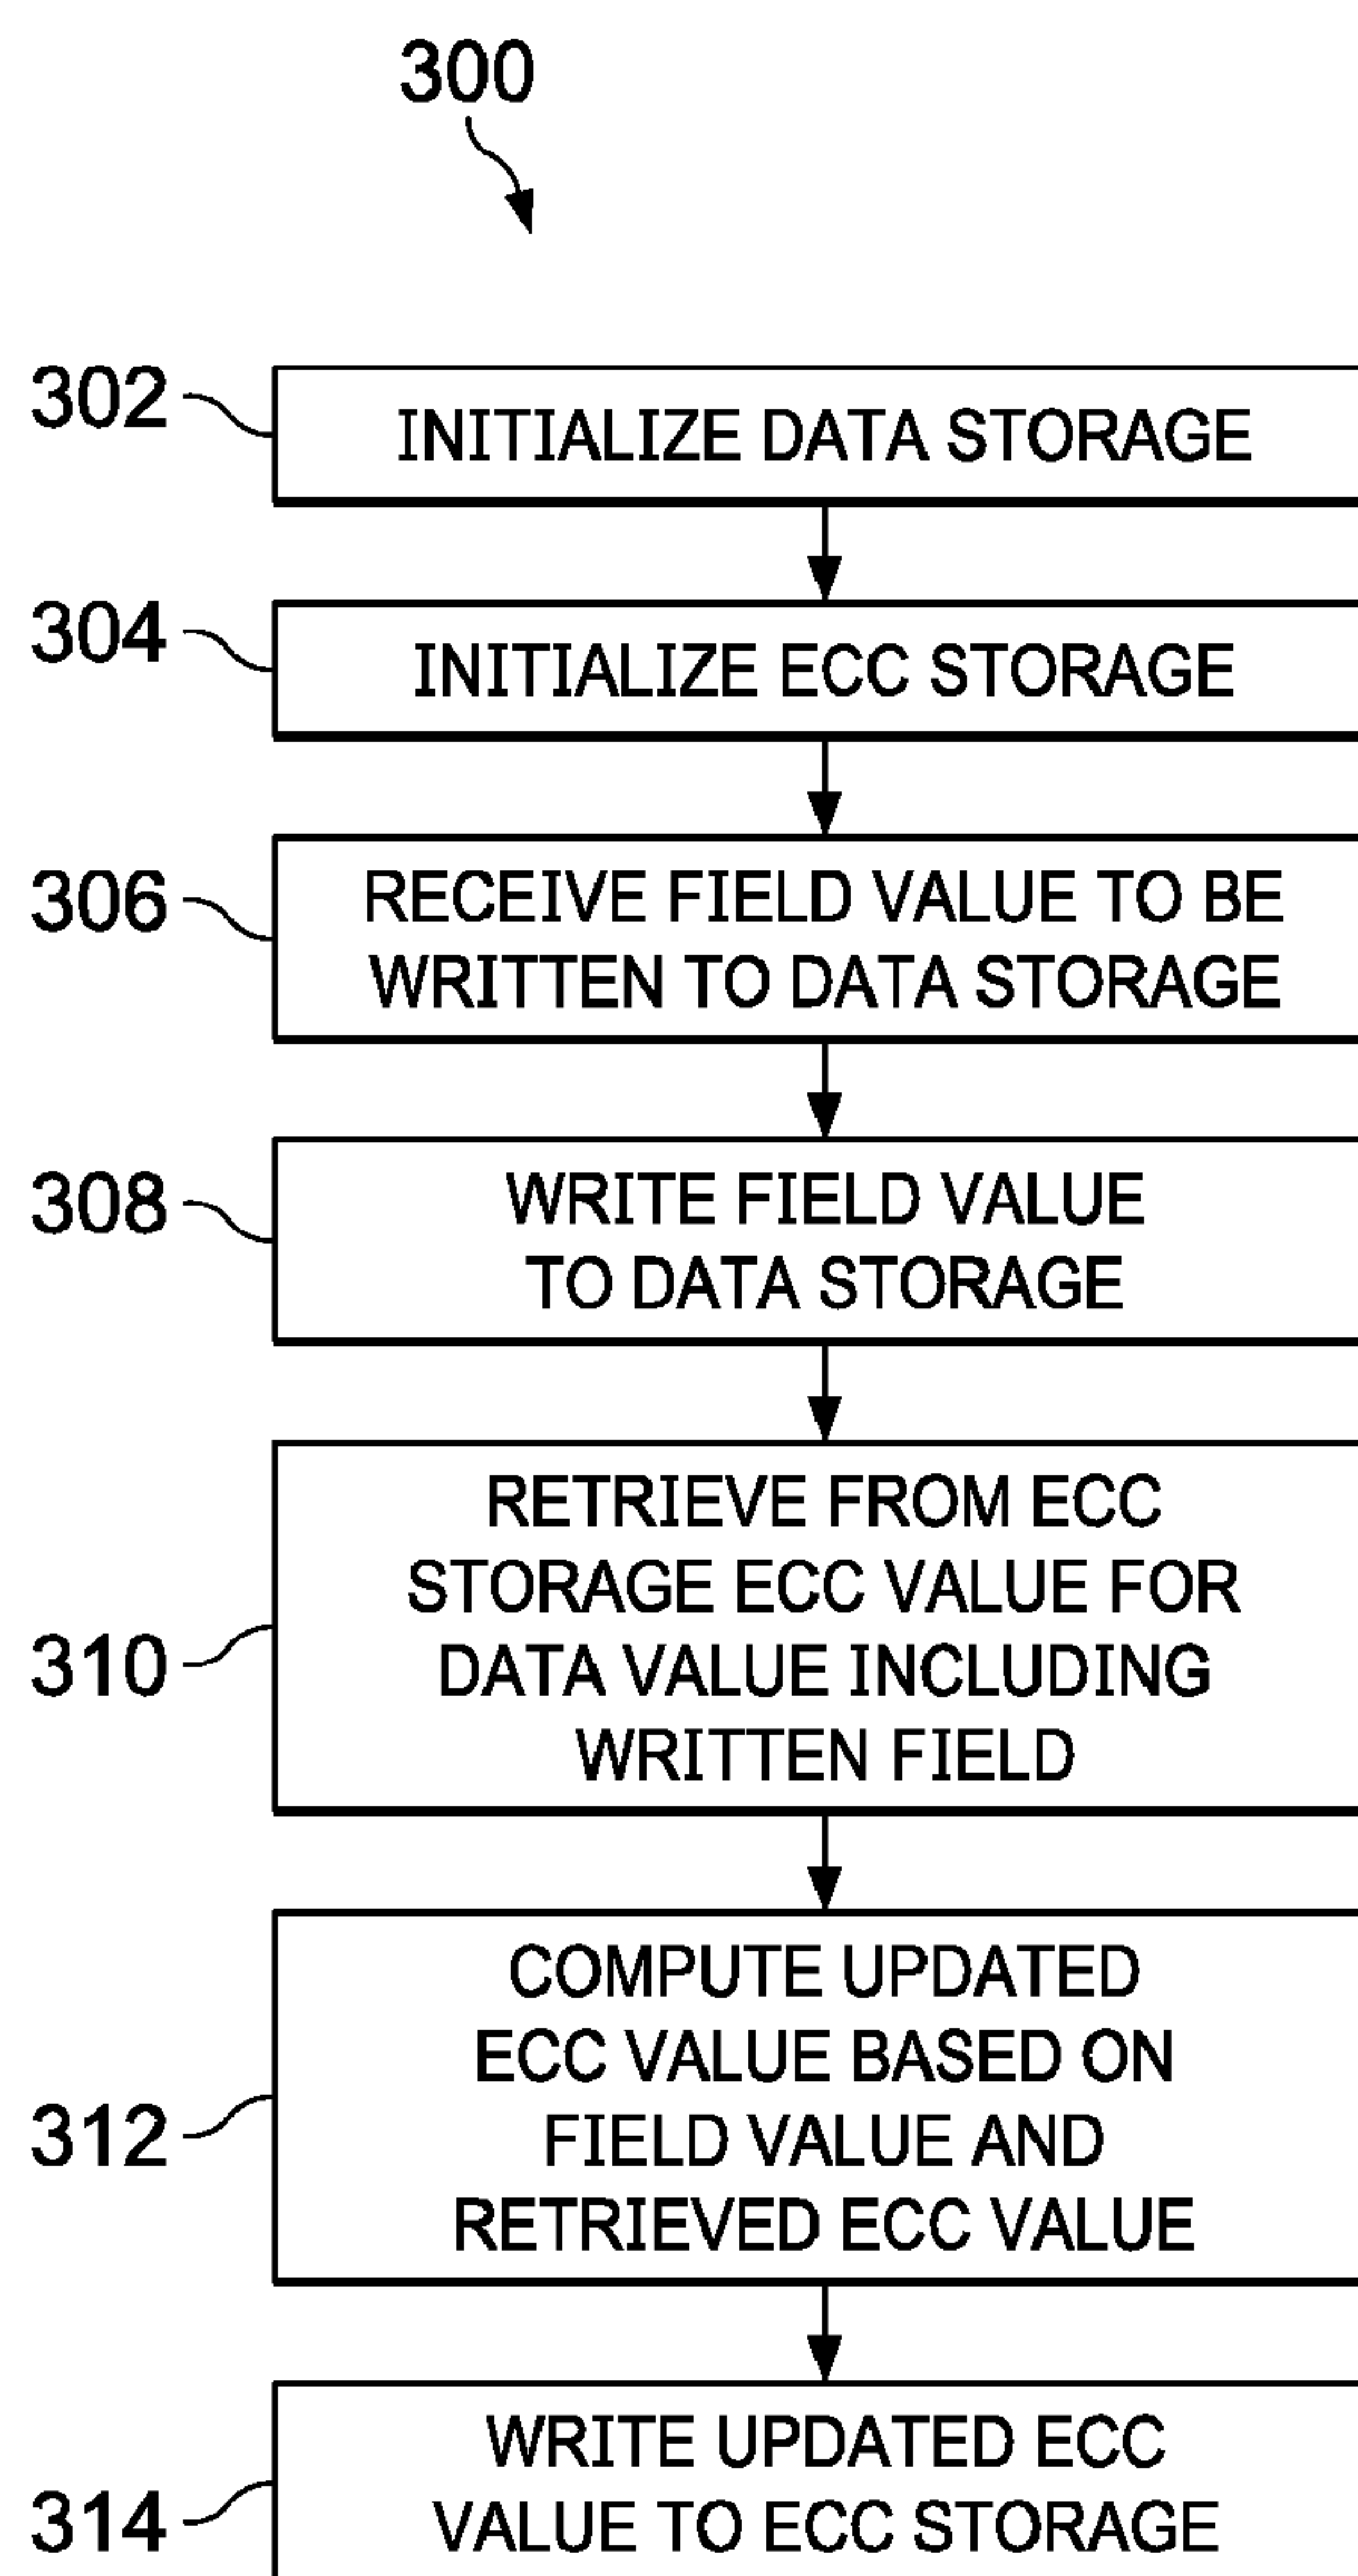 300
302
INITIALIZE DATA STORAGE
304
INITIALIZE ECC STORAGE
306
RECEIVE FIELD VALUE TO BE
WRITTEN TO DATA STORAGE
308
WRITE FIELD VALUE
TO DATA STORAGE
310
RETRIEVE FROM ECC
STORAGE ECC VALUE FOR
DATA VALUE INCLUDING
WRITTEN FIELD
312
COMPUTE UPDATED
ECC VALUE BASED ON
FIELD VALUE AND
RETRIEVED ECC VALUE
314
WRITE UPDATED ECC
VALUE TO ECC STORAGE